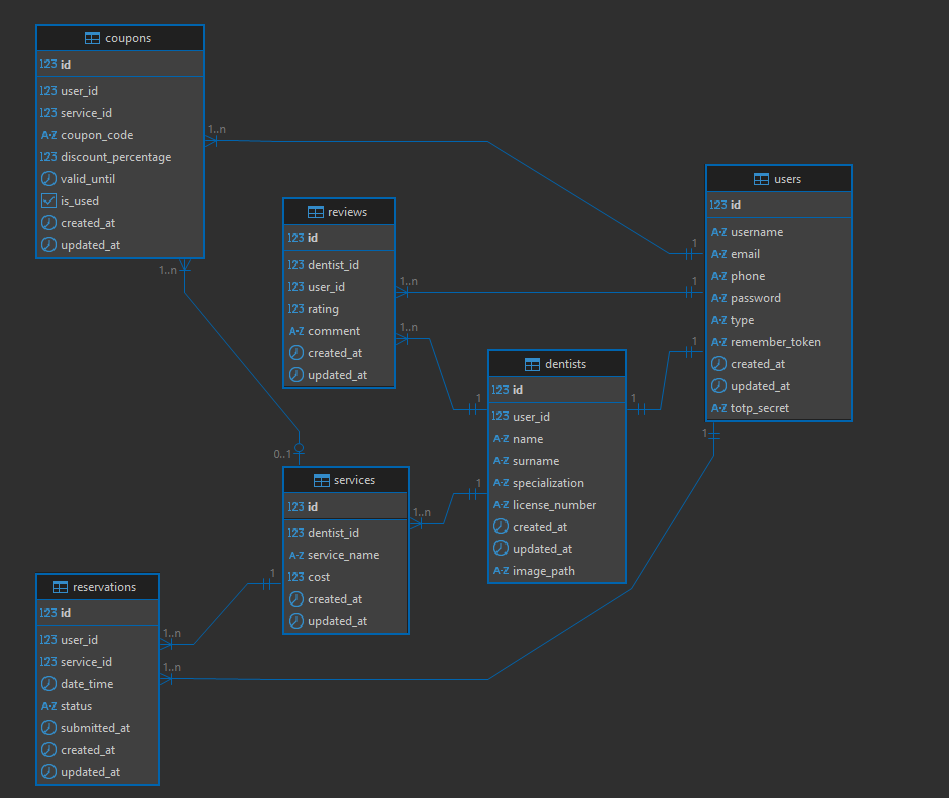 coupons
123 id
123 user_id
123 service_id
A-Z coupon_code
123 discount_percentage
valid_until
is_used
created_at
updated_at
1..n
1..n
reviews
123 id
123 dentist_id
123 user_id
123 rating
A-Z comment
created_at
updated_at
1..n
1..n
users
123 id
A-Z username
A-Z email
A-Z phone
A-Z password
A-Z type
A-Z remember_token
created_at
updated_at
A-Z totp_secret
1
1
1
1
dentists
123 id
123 user_id
A-Z name
A-Z surname
A-Z specialization
A-Z license_number
created_at
updated_at
A-Z image_path
1
1
1
0..1
services
123 id
123 dentist_id
A-Z service_name
123 cost
created_at
updated_at
1..n
1
reservations
123 id
123 user_id
123 service_id
date_time
A-Z status
submitted_at
created_at
updated_at
1..n
1..n